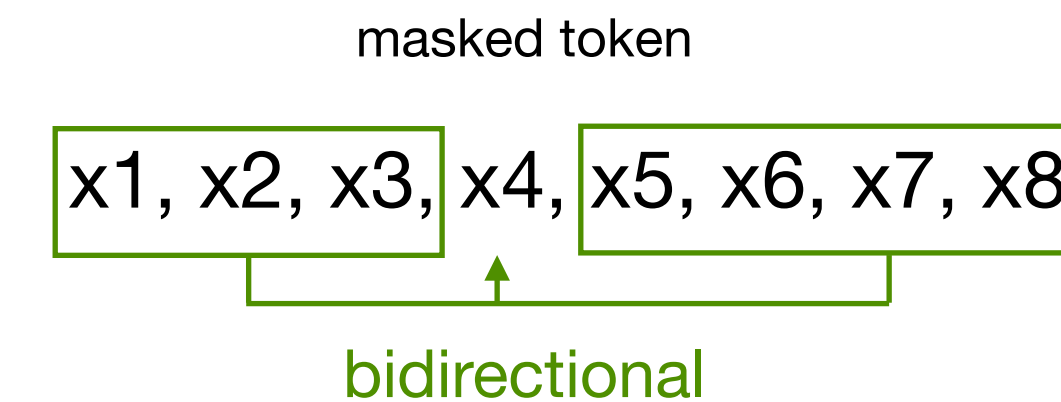 masked token
x1, x2, x3, x4, x5, x6, x7, x8
bidirectional